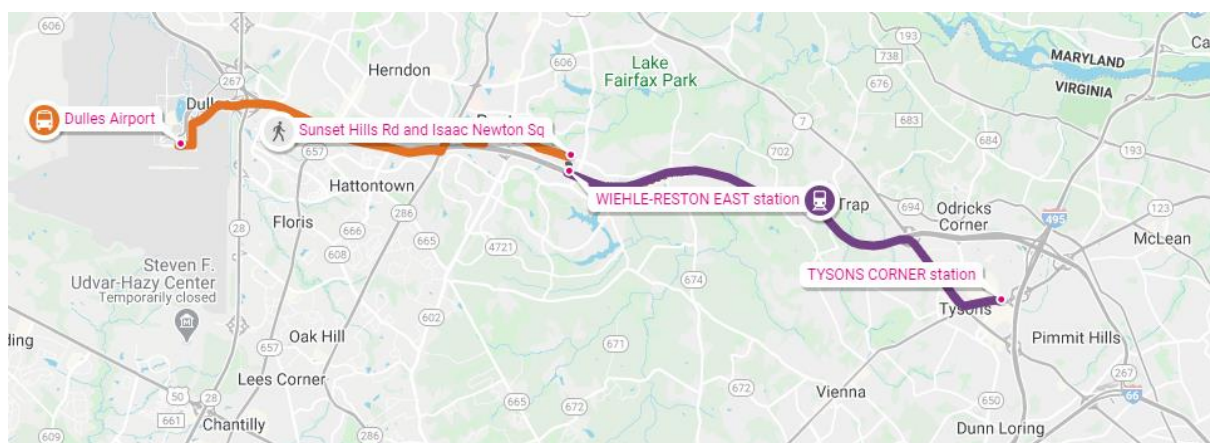 606
193
Ca
738
MARYLAND
Lake
Fairfax Park
606
267
Herndon
676
VIRGINIA
Dulles Airport
Sunset Hills Rd and Isaac Newton Sq
7
683
193
657
702
Hattontown
WIEHLE-RESTON EAST station
Trap
694
Odricks
Corner
495
123
McLean
Floris
666
286
665
4721
608
28
Steven F.
Udvar-Hazy Center
Temporarily closed
674
TYSONS CORNER station
Tysons
602
Oak Hill
ding
657
671
Pimmit Hills
Lees Corner
672
Vienna
267
665
672
650
66
28
661
609
Chantilly
286
Dunn Loring